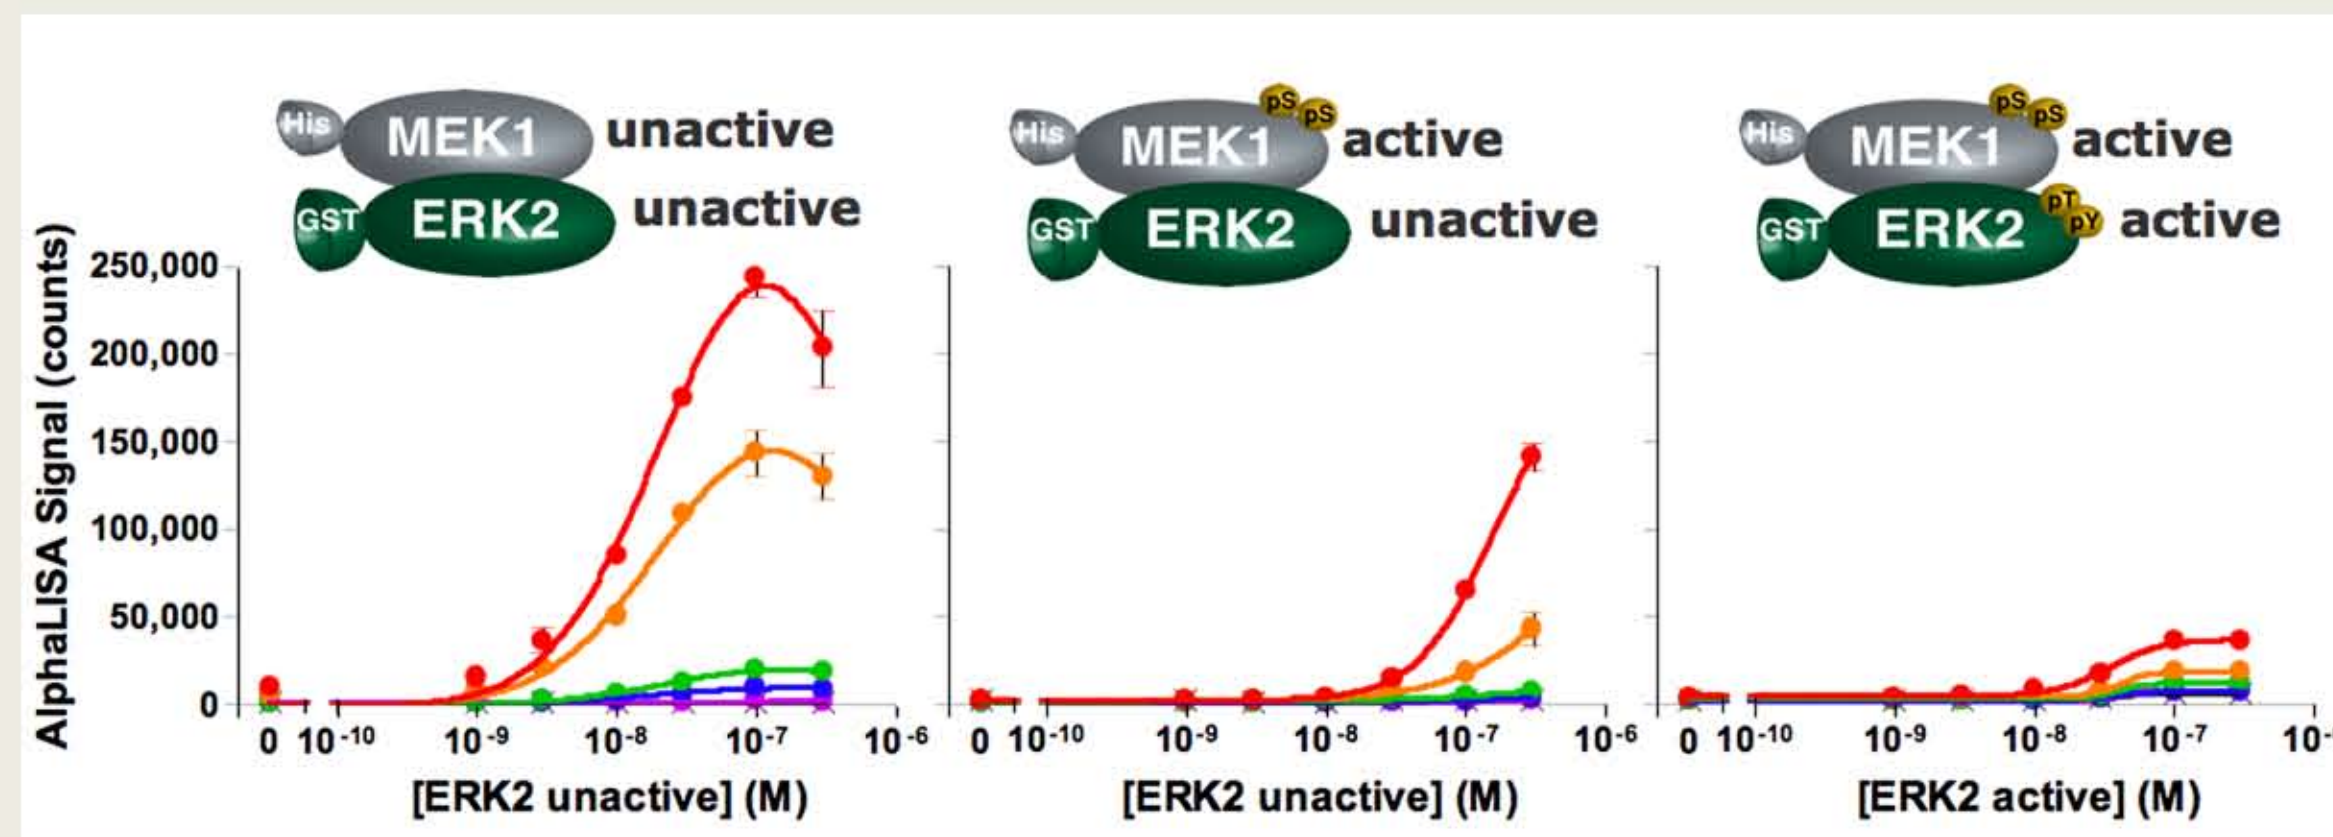 His MEK1 unactive
GST ERK2 unactive
His MEK1 pS pS active
GST ERK2 unactive
His MEK1 pS pS active
GST ERK2 pT pY active
AlphaLISA Signal (counts)
250,000
200,000
150,000
100,000
50,000
0
0 10-10 10-9 10-8 10-7 10-6
[ERK2 unactive] (M)
0 10-10 10-9 10-8 10-7 10-6
[ERK2 unactive] (M)
0 10-10 10-9 10-8 10-7
[ERK2 active] (M)